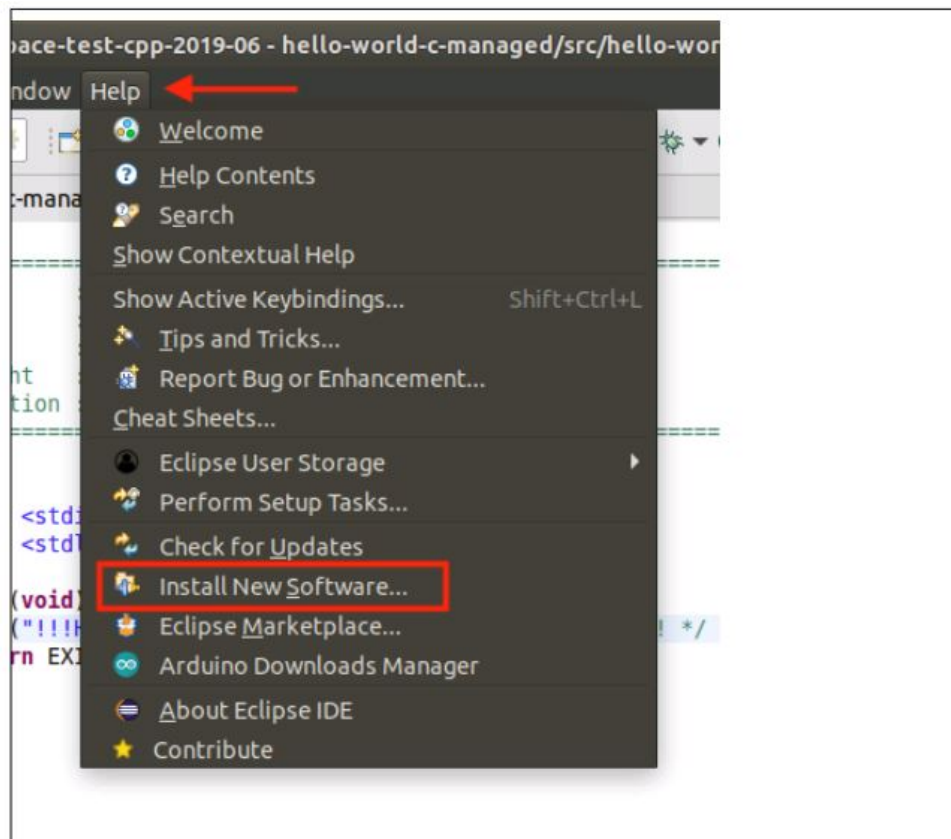 pace-test-cpp-2019-06 - hello-world-c-managed/src/hello-wor
ndow Help
Welcome
Help Contents
c-mana
Search
Show Contextual Help
Show Active Keybindings... Shift+Ctrl+L
Tips and Tricks...
ht Report Bug or Enhancement...
tion :
Cheat Sheets...
Eclipse User Storage
Perform Setup Tasks...
<stdi
<stdl Check for Updates
Install New Software...
(void)
("!!!H Eclipse Marketplace... ! */
rn EXI Arduino Downloads Manager
About Eclipse IDE
Contribute